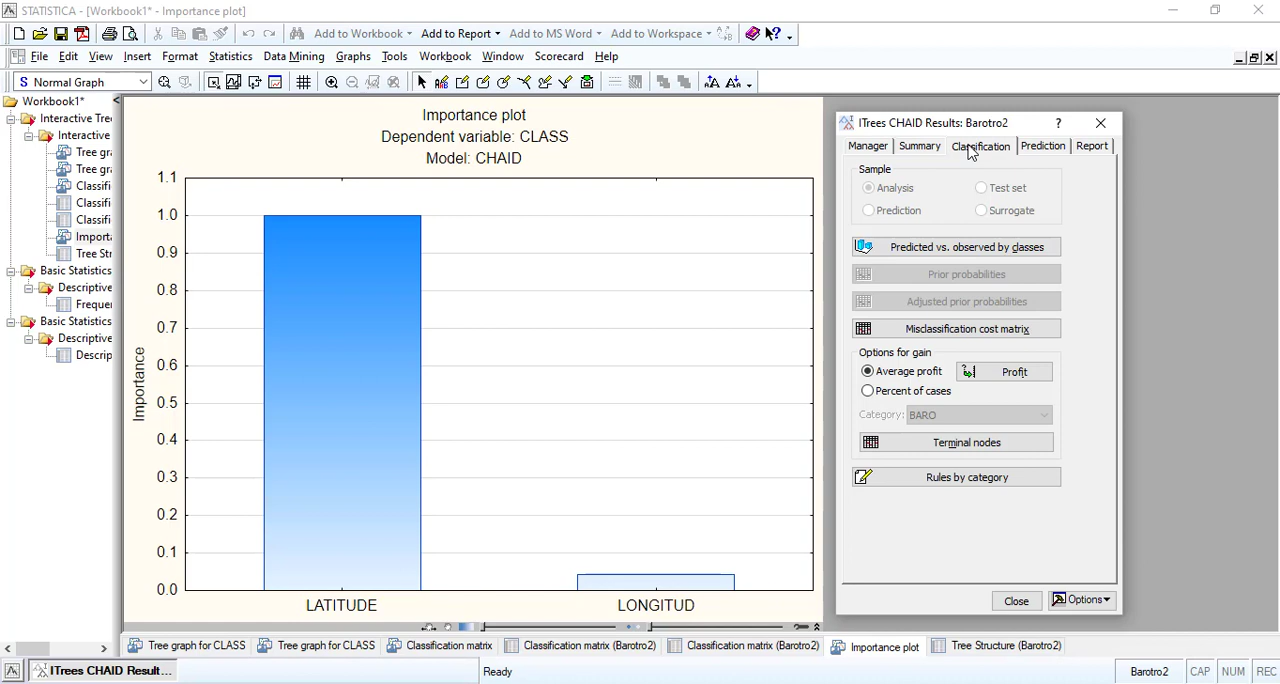 STATISTICA - [Workbook1* - Importance plot]
Add to Workbook Add to Report Add to MS Word Add to Workspace
File Edit View Insert Format Statistics Data Mining Graphs Tools Workbook Window Scorecard Help
S Normal Graph
Workbook1*
Interactive Tre
Interactive
Tree gr
Tree gr
Classifi
Classifi
Classifi
Importa
Tree Str
Basic Statistics
Descriptive
Frequer
Basic Statistics
Descriptive
Descrip
Importance plot
Dependent variable: CLASS
Model: CHAID
1.1
1.0
0.9
0.8
0.7
0.6
0.5
0.4
0.3
0.2
0.1
0.0
Importance
LATITUDE LONGITUD
ITrees CHAID Results: Barotro2 ?
Manager Summary Classification Prediction Report
Sample
Analysis Test set
Prediction Surrogate
Predicted vs. observed by classes
Prior probabilities
Adjusted prior probabilities
Misclassification cost matrix
Options for gain
Average profit Profit
Percent of cases
Category: BARO
Terminal nodes
Rules by category
Close Options
Tree graph for CLASS Tree graph for CLASS Classification matrix Classification matrix (Barotro2) Classification matrix (Barotro2) Importance plot Tree Structure (Barotro2)
ITrees CHAID Result... Ready Barotro2 CAP NUM REC